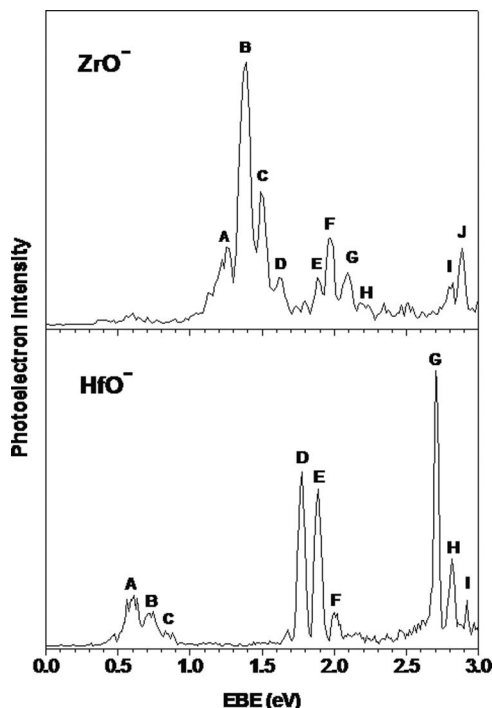 ZrO⁻
A
B
C
D
E
F
G
H
I
J
HfO⁻
A
B
C
D
E
F
G
H
I
Photoelectron Intensity
0.0 0.5 1.0 1.5 2.0 2.5 3.0
EBE (eV)